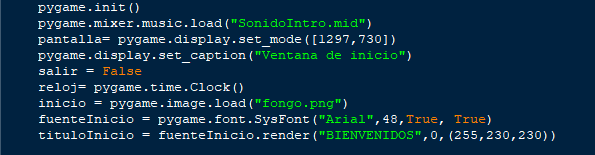 pygame.init()
pygame.mixer.music.load("SonidoIntro.mid")
pantalla= pygame.display.set_mode([1297,730])
pygame.display.set_caption("Ventana de inicio")
salir = False
reloj= pygame.time.Clock()
inicio = pygame.image.load("fongo.png")
fuenteInicio = pygame.font.SysFont("Arial",48,True, True)
tituloInicio = fuenteInicio.render("BIENVENIDOS",0,(255,230,230))